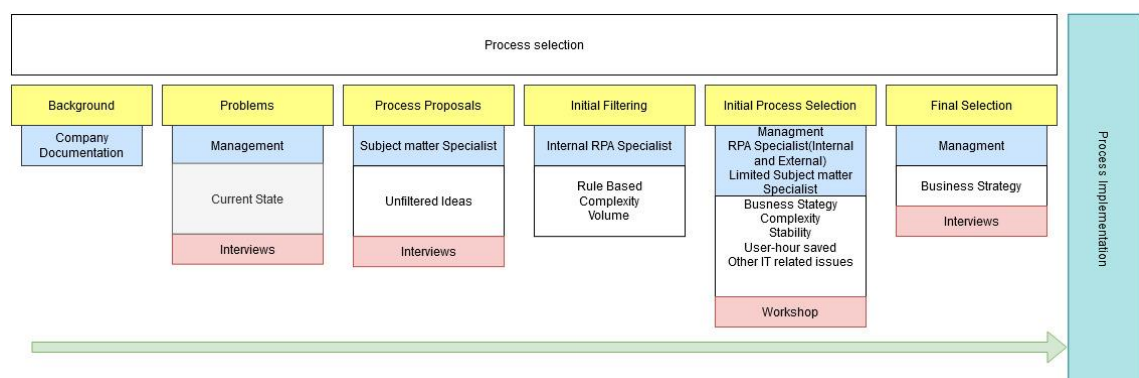 Process selection
Background
Company
Documentation
Problems
Management
Current State
Interviews
Process Proposals
Subject matter Specialist
Unfiltered Ideas
Interviews
Initial Filtering
Internal RPA Specialist
Rule Based
Complexity
Volume
Initial Process Selection
Managment
RPA Specialist(Internal
and External)
Limited Subject matter
Specialist
Business Stategy
Complexity
Stability
User-hour saved
Other IT related issues
Workshop
Final Selection
Managment
Business Strategy
Interviews
Process Implementation